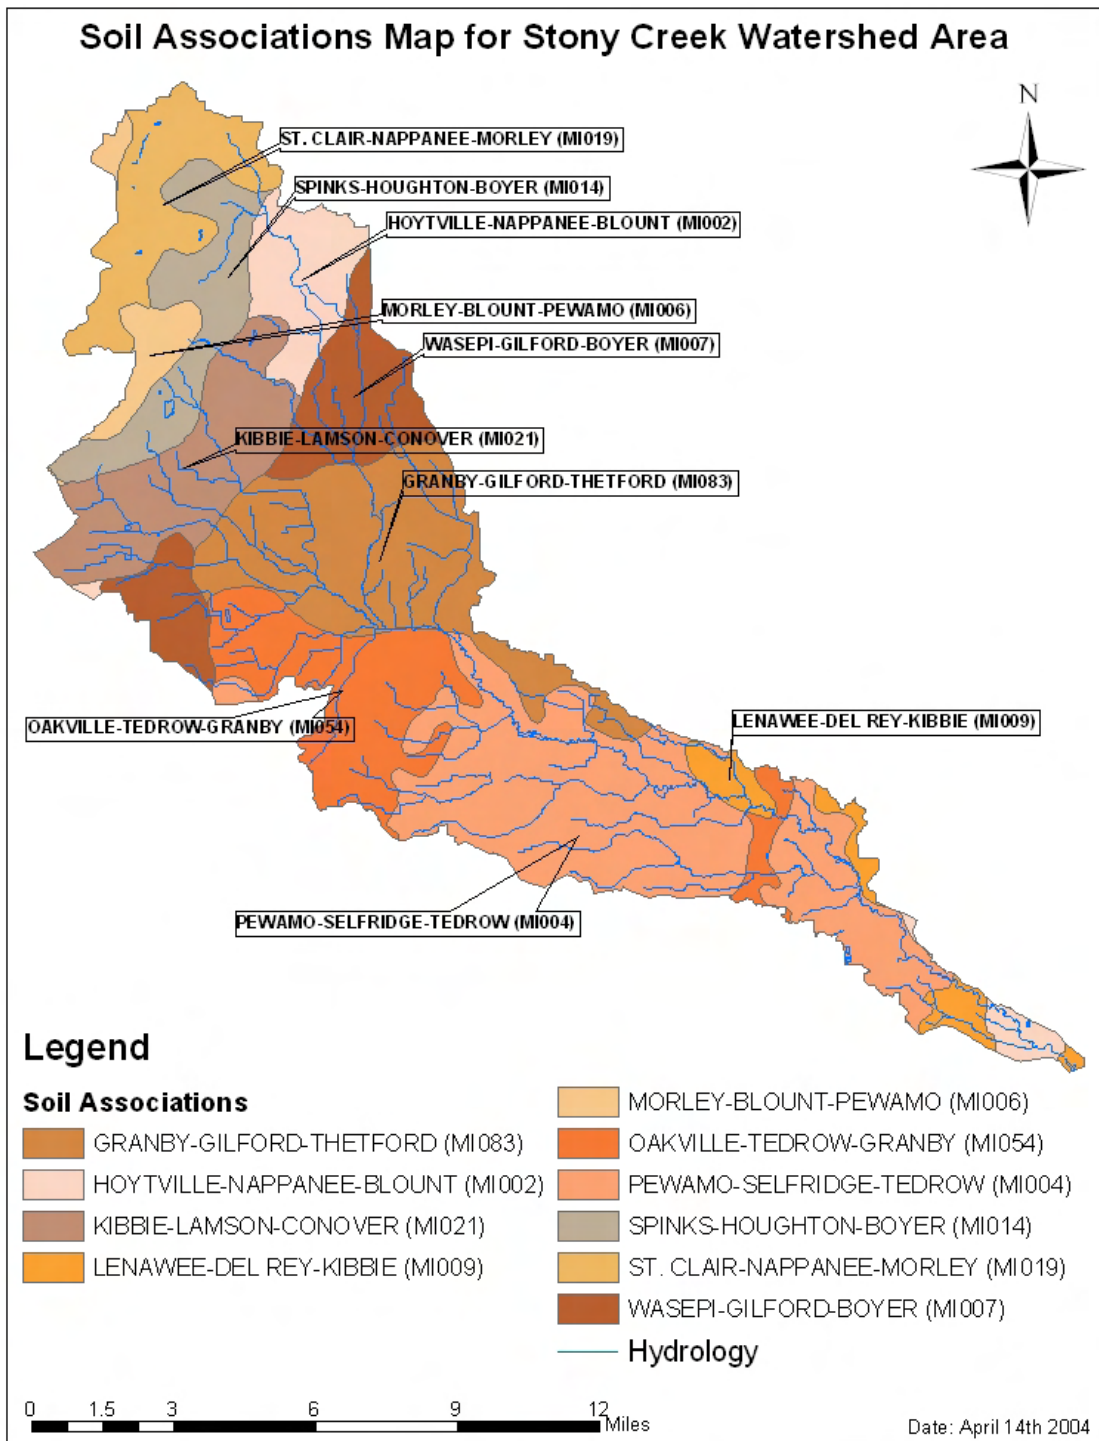 Soil Associations Map for Stony Creek Watershed Area
N
ST. CLAIR-NAPPANEE-MORLEY (MI019)
SPINKS-HOUGHTON-BOYER (MI014)
HOYTVILLE-NAPPANEE-BLOUNT (MI002)
MORLEY-BLOUNT-PEWAMO (MI006)
WASEPI-GILFORD-BOYER (MI007)
KIBBIE-LAMSON-CONOVER (MI021)
GRANBY-GILFORD-THETFORD (MI083)
OAKVILLE-TEDROW-GRANBY (MI054)
LENAWEE-DEL REY-KIBBIE (MI009)
PEWAMO-SELFRIDGE-TEDROW (MI004)
Legend
Soil Associations
GRANBY-GILFORD-THETFORD (MI083)
HOYTVILLE-NAPPANEE-BLOUNT (MI002)
KIBBIE-LAMSON-CONOVER (MI021)
LENAWEE-DEL REY-KIBBIE (MI009)
MORLEY-BLOUNT-PEWAMO (MI006)
OAKVILLE-TEDROW-GRANBY (MI054)
PEWAMO-SELFRIDGE-TEDROW (MI004)
SPINKS-HOUGHTON-BOYER (MI014)
ST. CLAIR-NAPPANEE-MORLEY (MI019)
WASEPI-GILFORD-BOYER (MI007)
Hydrology
0 1.5 3 6 9 12
Miles
Date: April 14th 2004